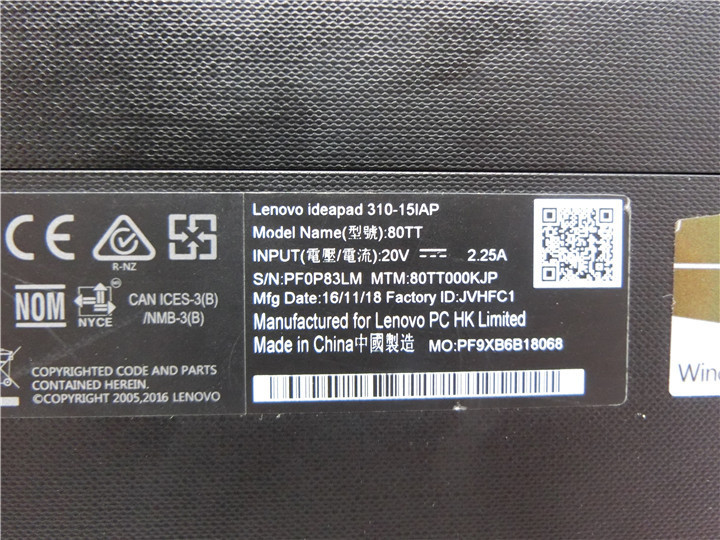 CE
R-NZ
NOM
NYCE
CAN ICES-3(B)
/NMB-3(B)
COPYRIGHTED CODE AND PARTS
CONTAINED HEREIN.
©COPYRIGHT 2005,2016 LENOVO
Lenovo ideapad 310-15IAP
Model Name(型號):80TT
INPUT(電壓/電流):20V ⎓ 2.25A
S/N:PF0P83LM MTM:80TT000KJP
Mfg Date:16/11/18 Factory ID:JVHFC1
Manufactured for Lenovo PC HK Limited
Made in China中國製造 MO:PF9XB6B18068
Wind